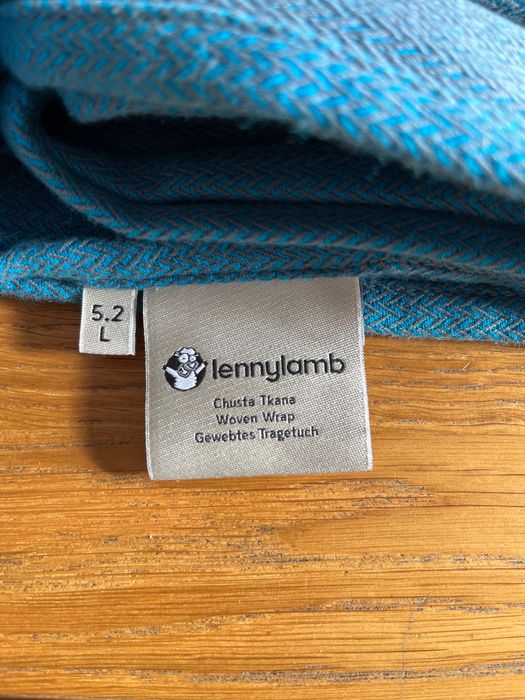 5.2
L
lennylamb
Chusta Tkana
Woven Wrap
Gewebtes Tragetuch